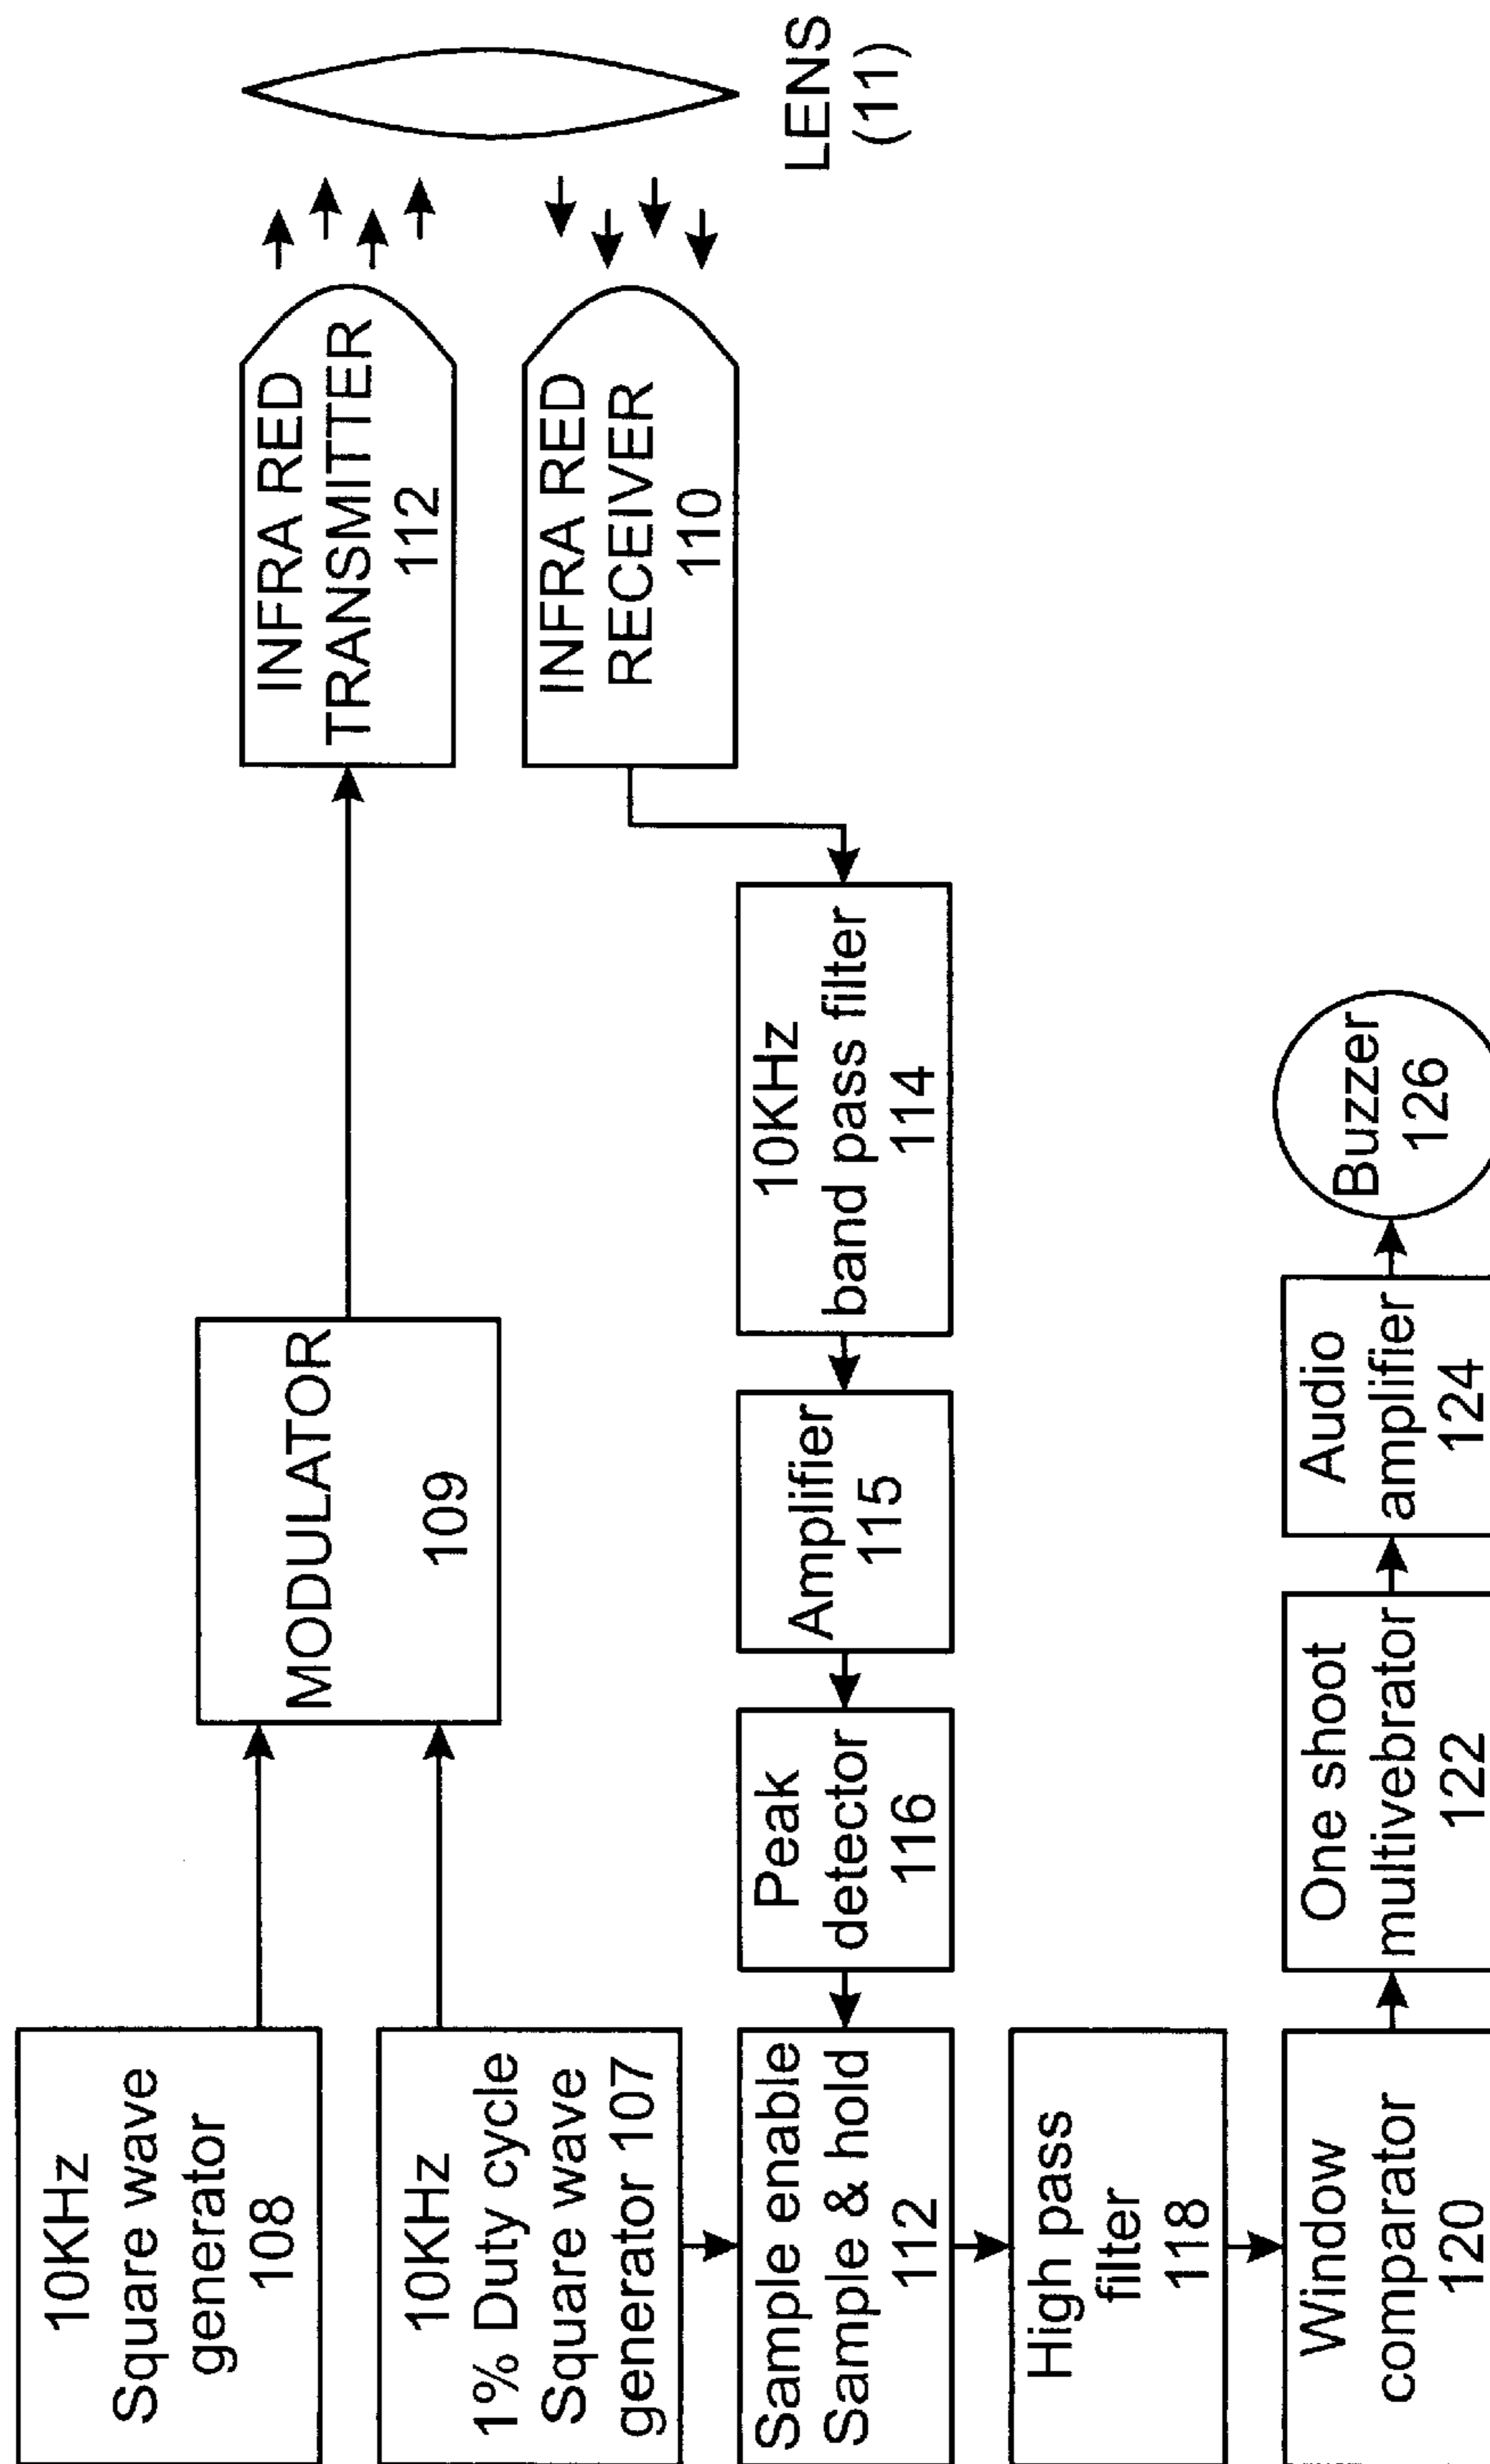 10KHz
Square wave
generator
108
10KHz
1% Duty cycle
Square wave
generator 107
MODULATOR
109
INFRA RED
TRANSMITTER
112
INFRA RED
RECEIVER
110
LENS
(11)
10KHz
band pass filter
114
Amplifier
115
Peak
detector
116
Sample enable
Sample & hold
112
High pass
filter
118
Window
comparator
120
One shoot
multivebrator
122
Audio
amplifier
124
Buzzer
126